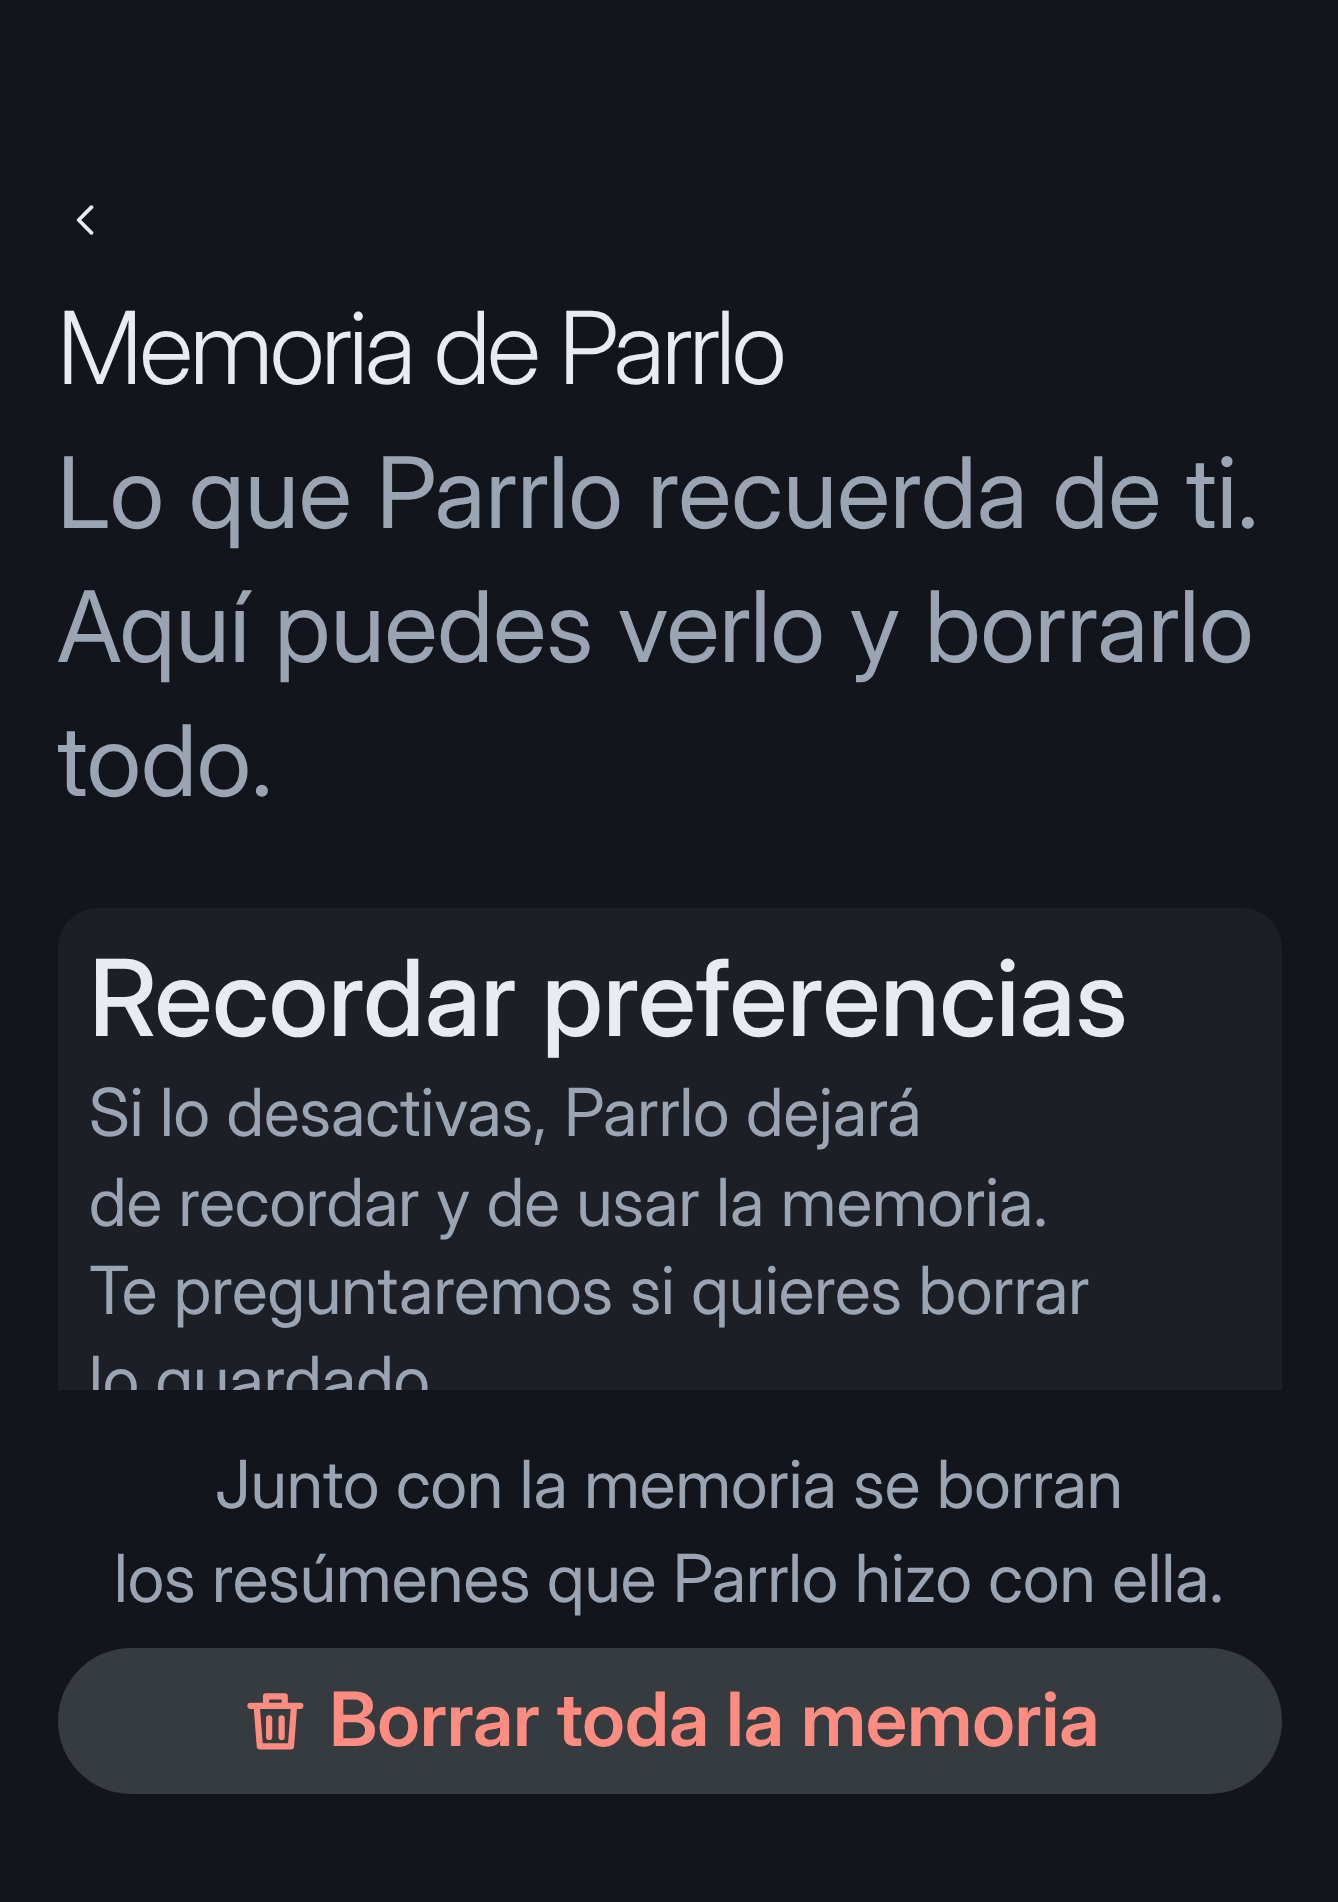 Memoria de Parrlo
Lo que Parrlo recuerda de ti.
Aquí puedes verlo y borrarlo
todo.
Recordar preferencias
Si lo desactivas, Parrlo dejará
de recordar y de usar la memoria.
Te preguntaremos si quieres borrar
lo guardado
Junto con la memoria se borran
los resúmenes que Parrlo hizo con ella.
Borrar toda la memoria